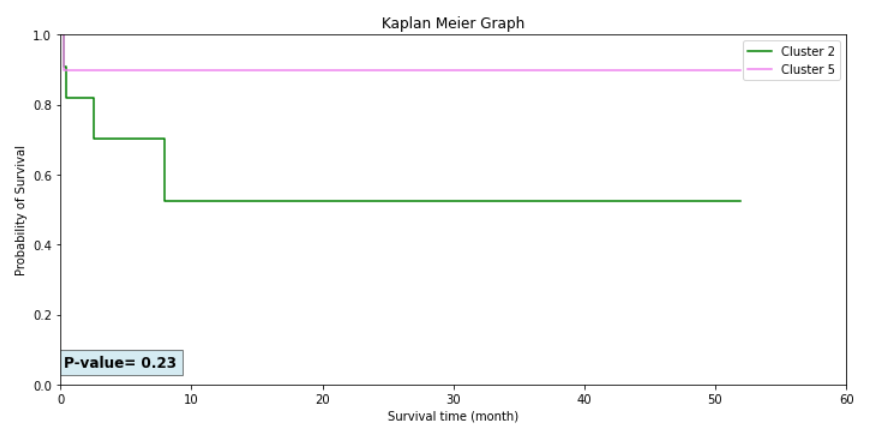 Kaplan Meier Graph
Cluster 2
Cluster 5
Probability of Survival
1.0
0.8
0.6
0.4
0.2
0.0
P-value= 0.23
0 10 20 30 40 50 60
Survival time (month)